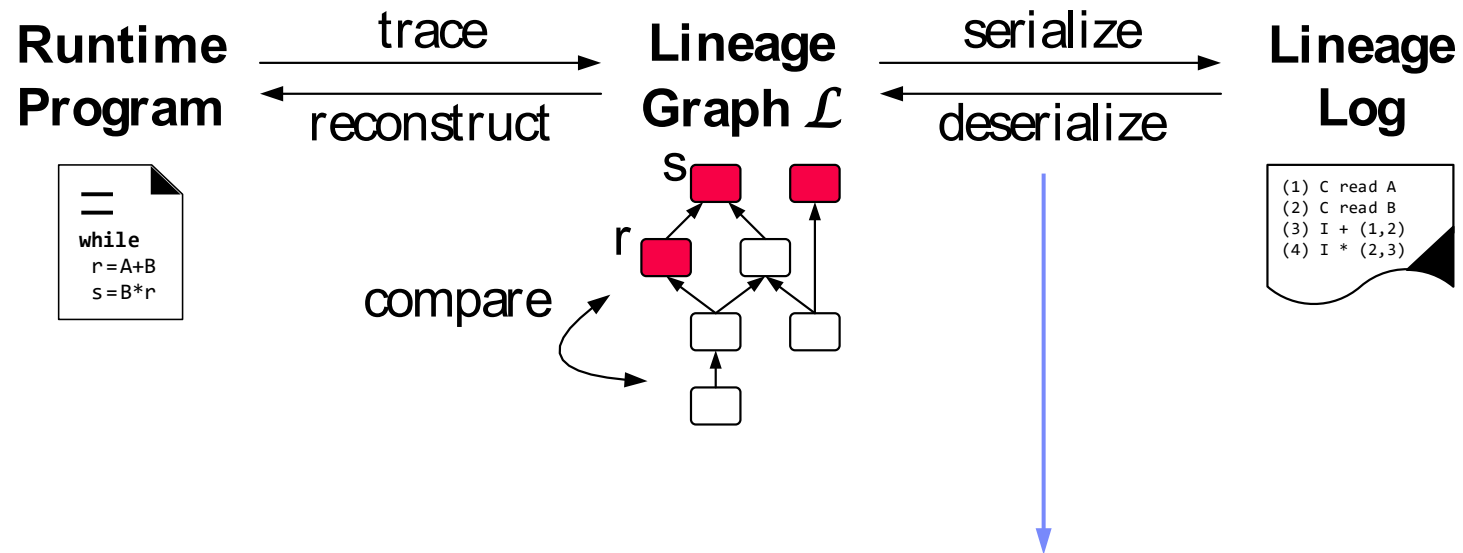 Runtime
Program
trace
reconstruct
Lineage
Graph ℒ
serialize
deserialize
Lineage
Log
while
r=A+B
s=B*r
s
r
compare
(1) C read A
(2) C read B
(3) I + (1,2)
(4) I * (2,3)